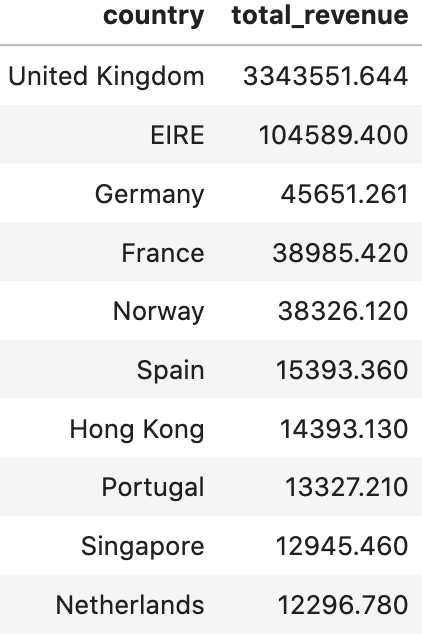 country total_revenue
United Kingdom 3343551.644
EIRE 104589.400
Germany 45651.261
France 38985.420
Norway 38326.120
Spain 15393.360
Hong Kong 14393.130
Portugal 13327.210
Singapore 12945.460
Netherlands 12296.780